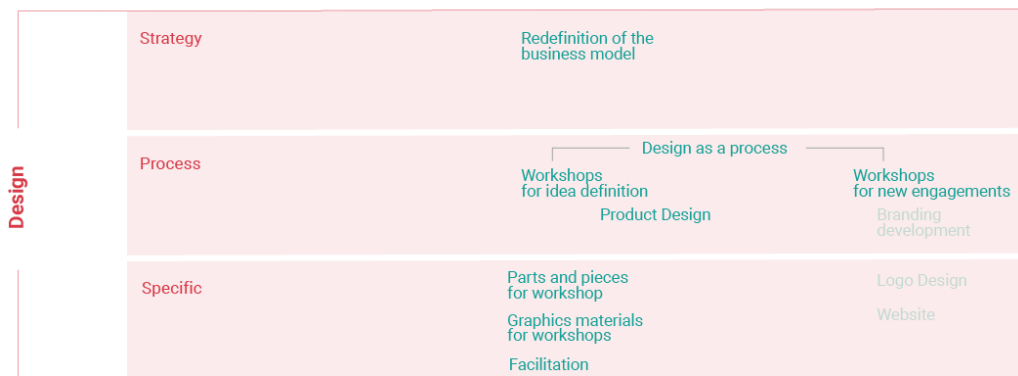 Design
Strategy
Redefinition of the
business model
Process
Design as a process
Workshops
for idea definition
Product Design
Workshops
for new engagements
Branding
development
Specific
Parts and pieces
for workshop
Graphics materials
for workshops
Facilitation
Logo Design
Website